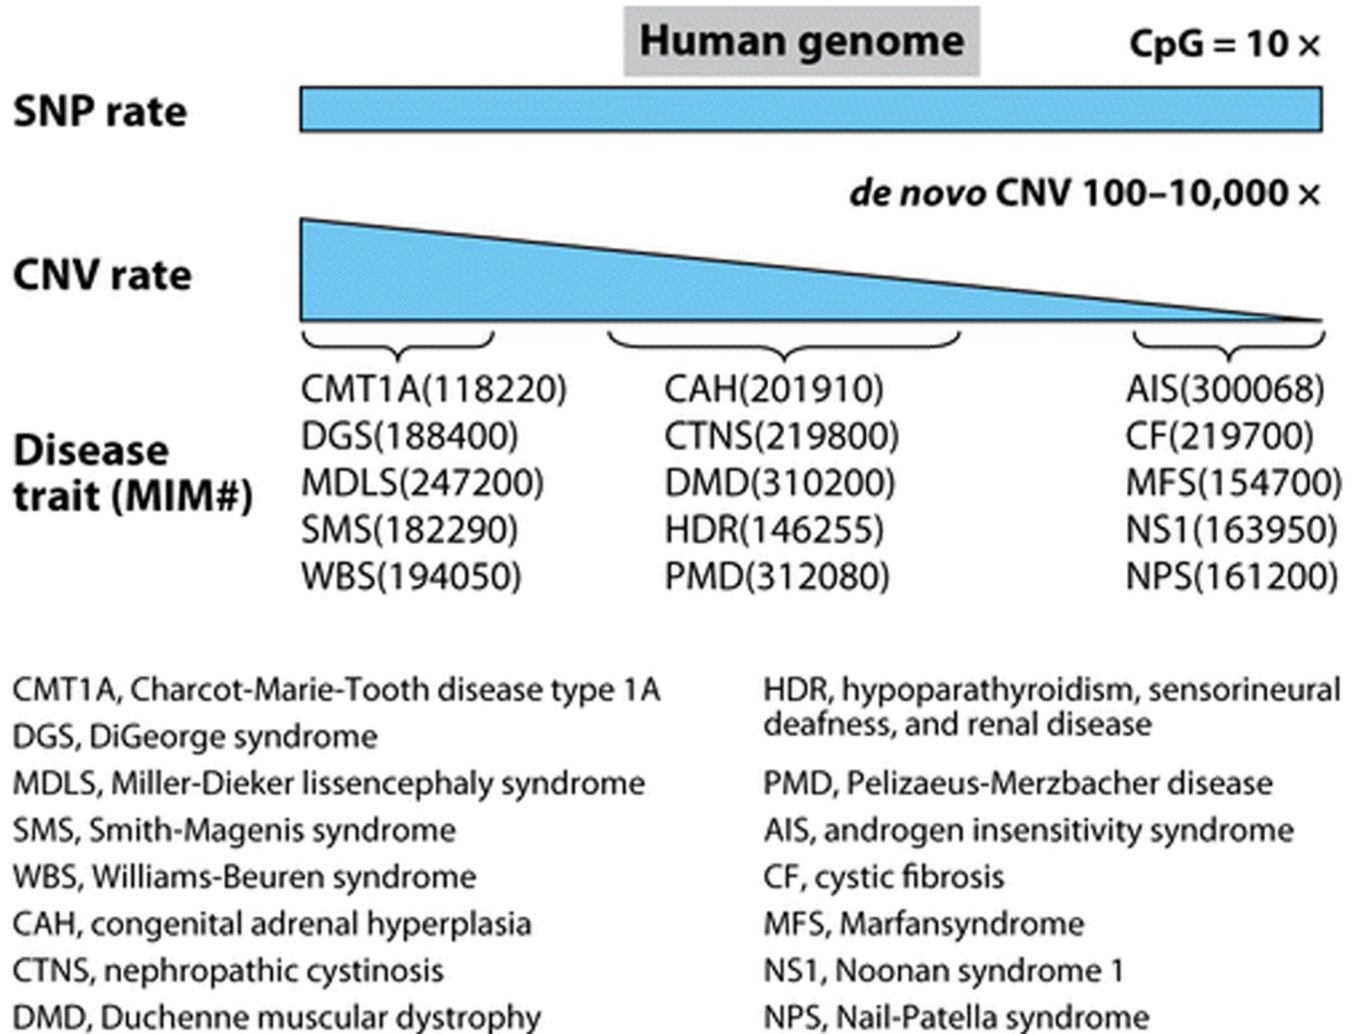 Human genome
CpG = 10 ×
SNP rate
de novo CNV 100–10,000 ×
CNV rate
Disease
trait (MIM#)
CMT1A(118220)
DGS(188400)
MDLS(247200)
SMS(182290)
WBS(194050)
CAH(201910)
CTNS(219800)
DMD(310200)
HDR(146255)
PMD(312080)
AIS(300068)
CF(219700)
MFS(154700)
NS1(163950)
NPS(161200)
CMT1A, Charcot-Marie-Tooth disease type 1A
DGS, DiGeorge syndrome
MDLS, Miller-Dieker lissencephaly syndrome
SMS, Smith-Magenis syndrome
WBS, Williams-Beuren syndrome
CAH, congenital adrenal hyperplasia
CTNS, nephropathic cystinosis
DMD, Duchenne muscular dystrophy
HDR, hypoparathyroidism, sensorineural
deafness, and renal disease
PMD, Pelizaeus-Merzbacher disease
AIS, androgen insensitivity syndrome
CF, cystic fibrosis
MFS, Marfansyndrome
NS1, Noonan syndrome 1
NPS, Nail-Patella syndrome